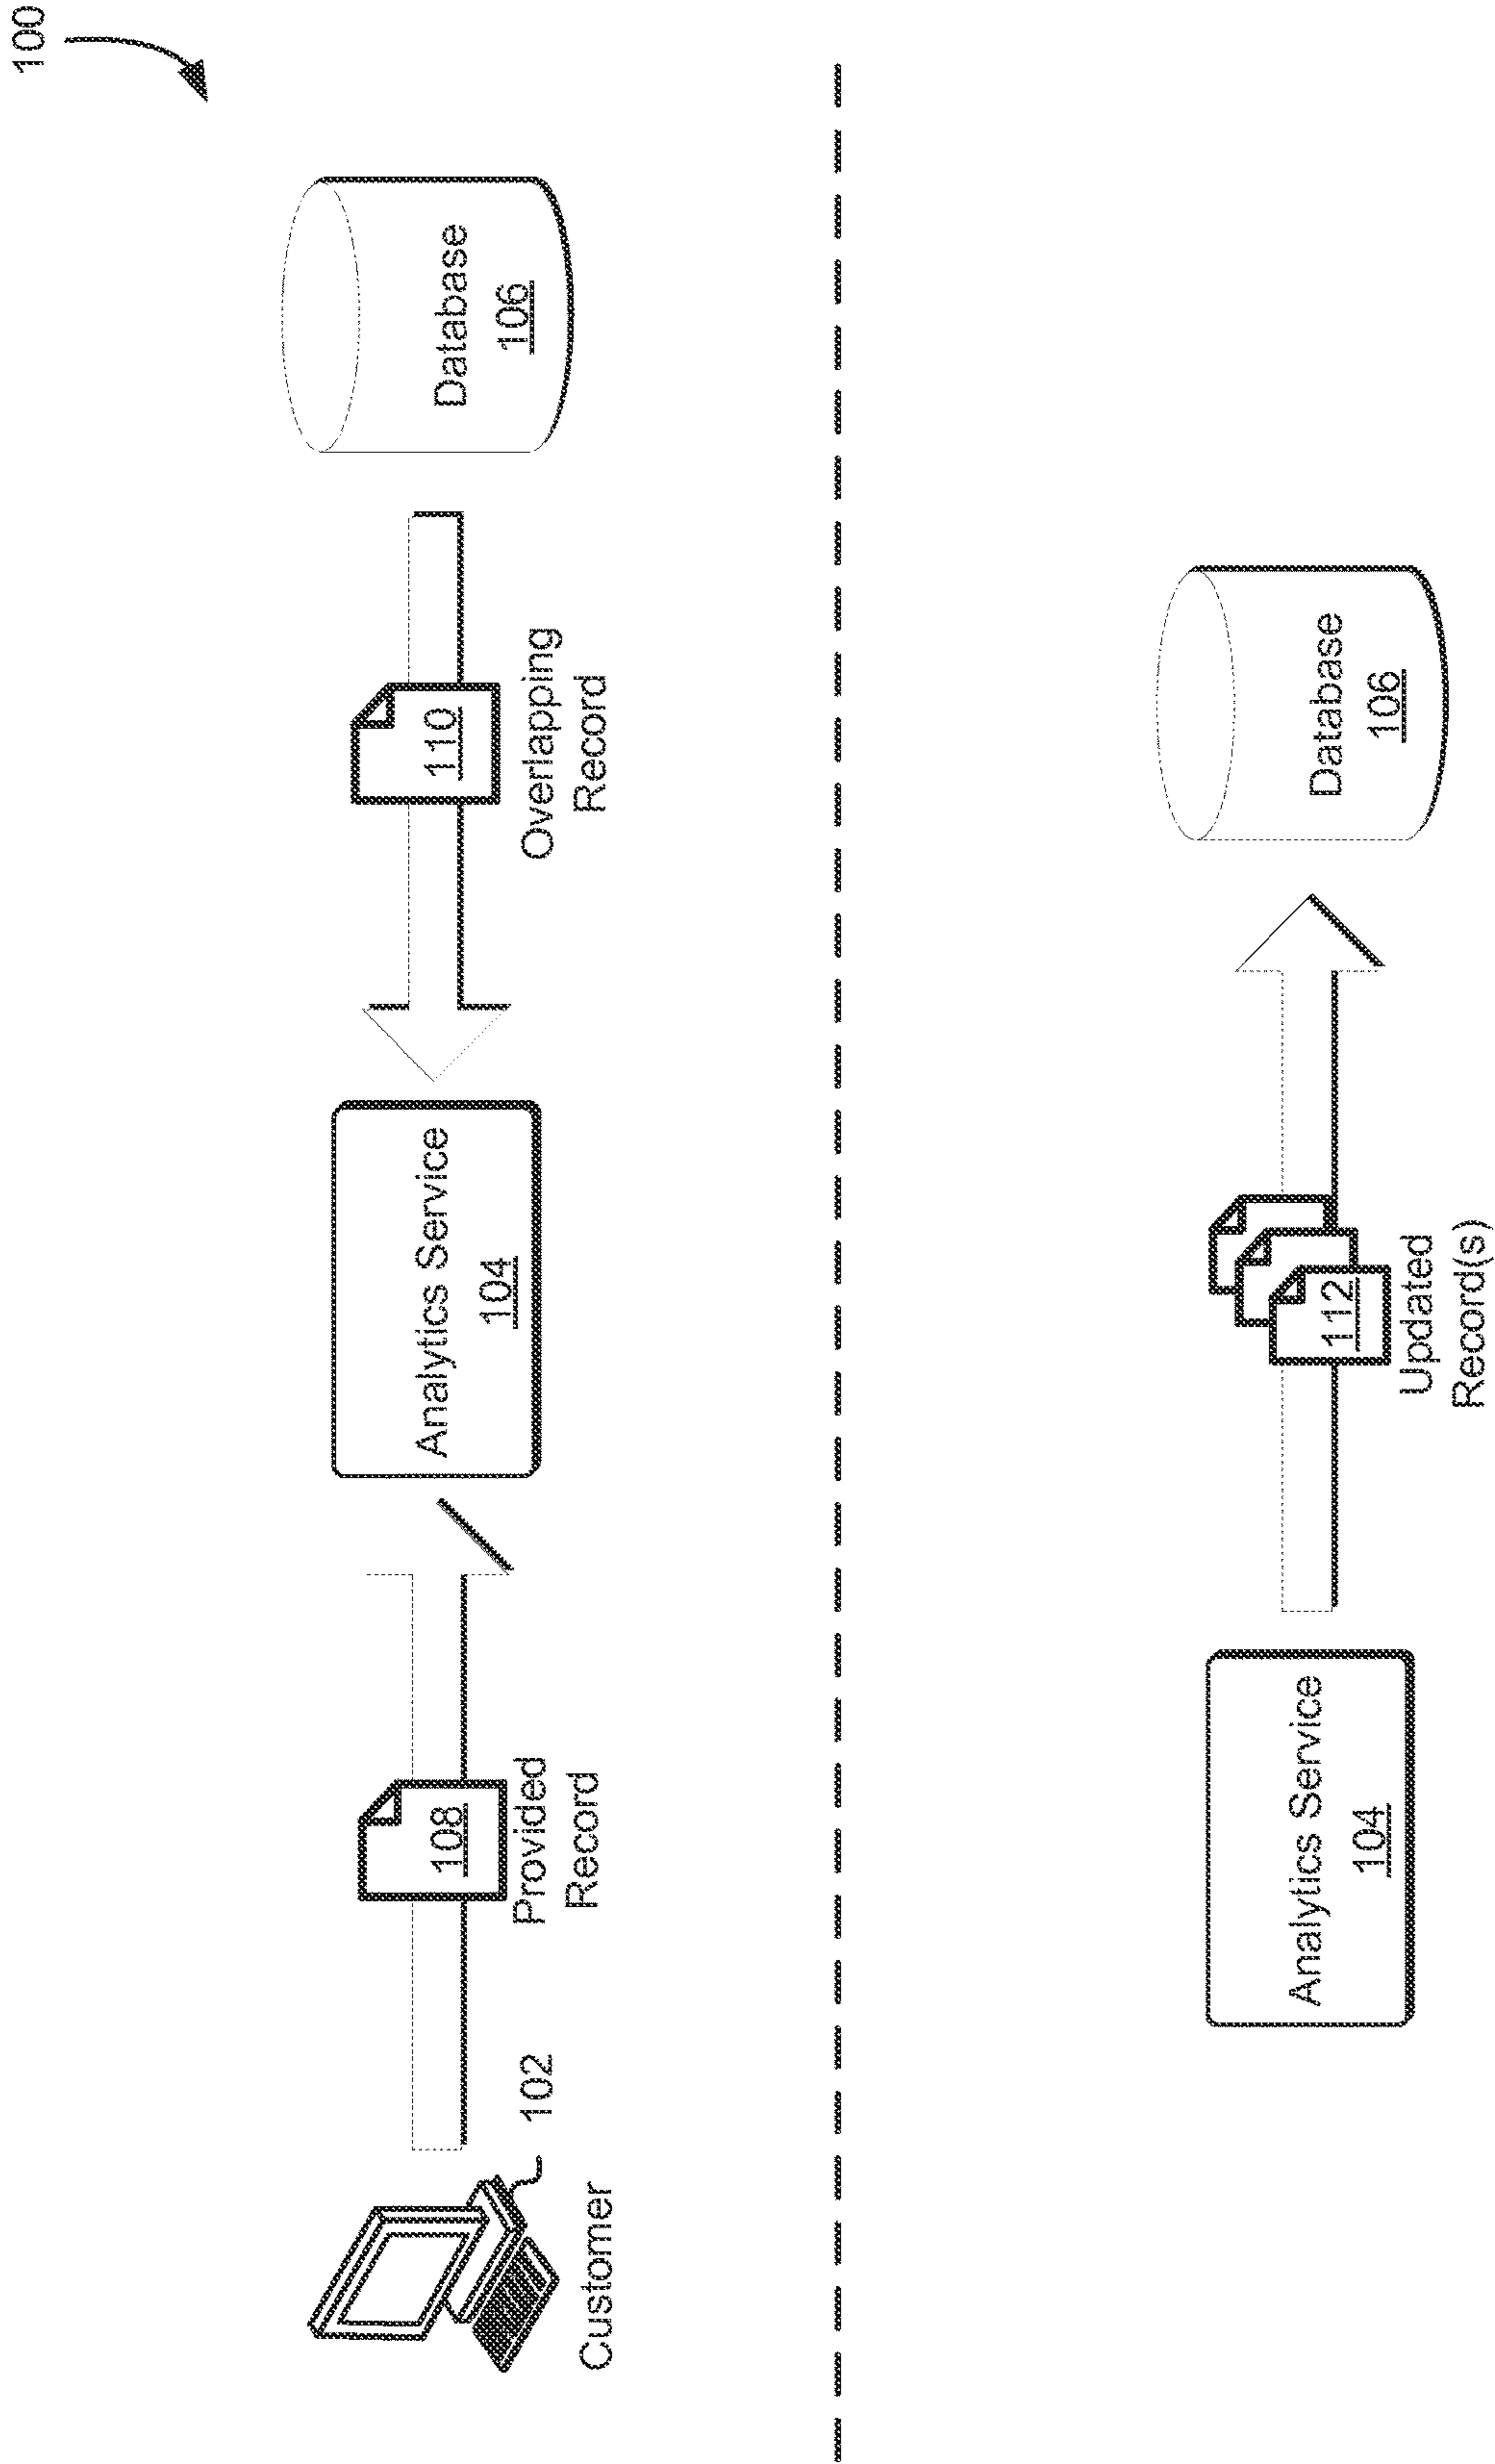 100
Customer
102
108
Provided
Record
Analytics Service
104
110
Overlapping
Record
Database
106
Analytics Service
104
112
Updated
Record(s)
Database
106